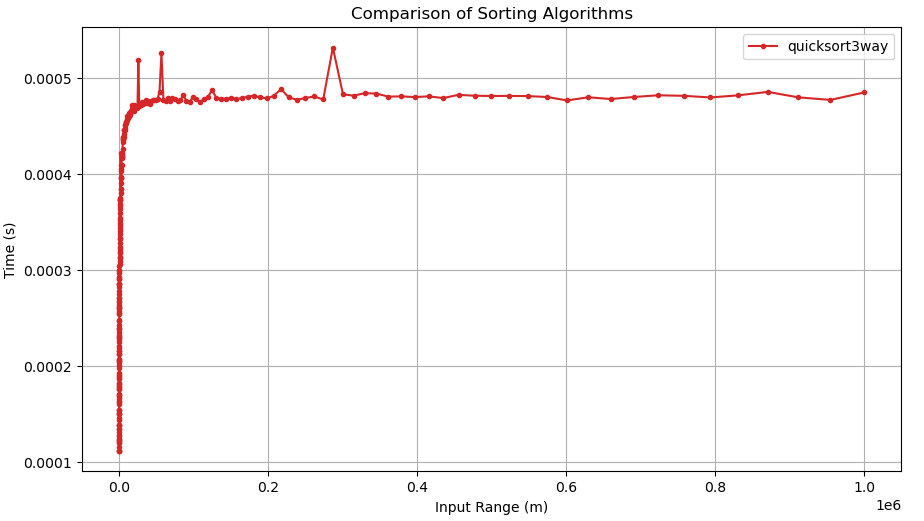 Comparison of Sorting Algorithms
quicksort3way
Time (s)
0.0005
0.0004
0.0003
0.0002
0.0001
0.0 0.2 0.4 0.6 0.8 1.0
1e6
Input Range (m)